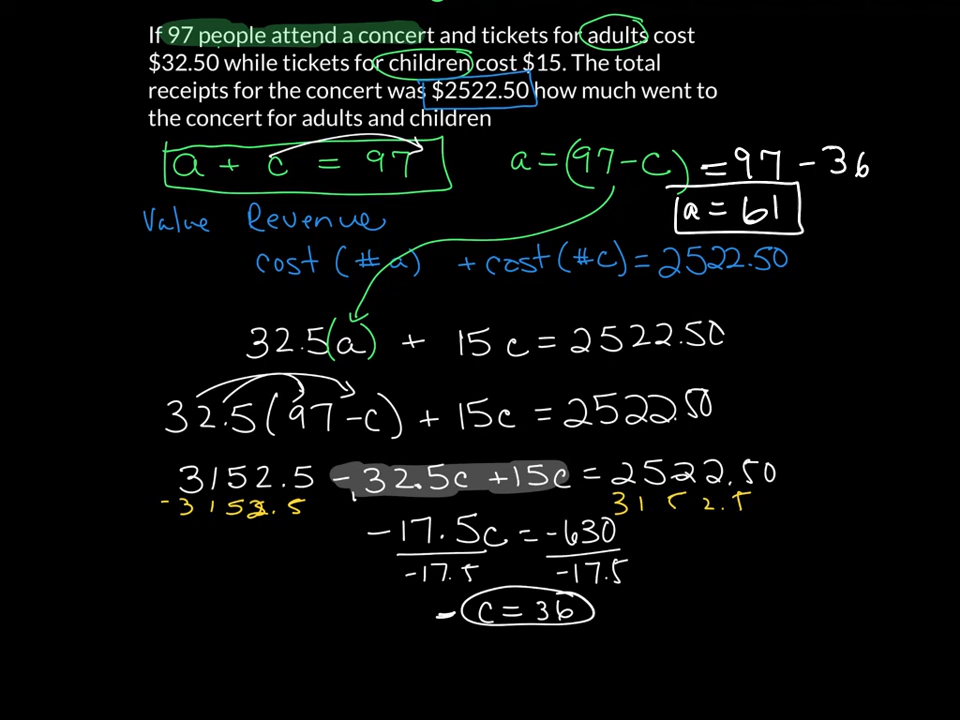 If 97 people attend a concert and tickets for adults cost
$32.50 while tickets for children cost $15. The total
receipts for the concert was $2522.50 how much went to
the concert for adults and children
a + c = 97 a = (97 - c) = 97 - 36
a = 61
Value Revenue
cost (# a) + cost (# c) = 2522.50
32.5(a) + 15c = 2522.50
32.5(97 - c) + 15c = 2522.50
3152.5 - 32.5c + 15c = 2522.50
-3152.5 3152.5
-17.5c = -630
-17.5 -17.5
- c = 36